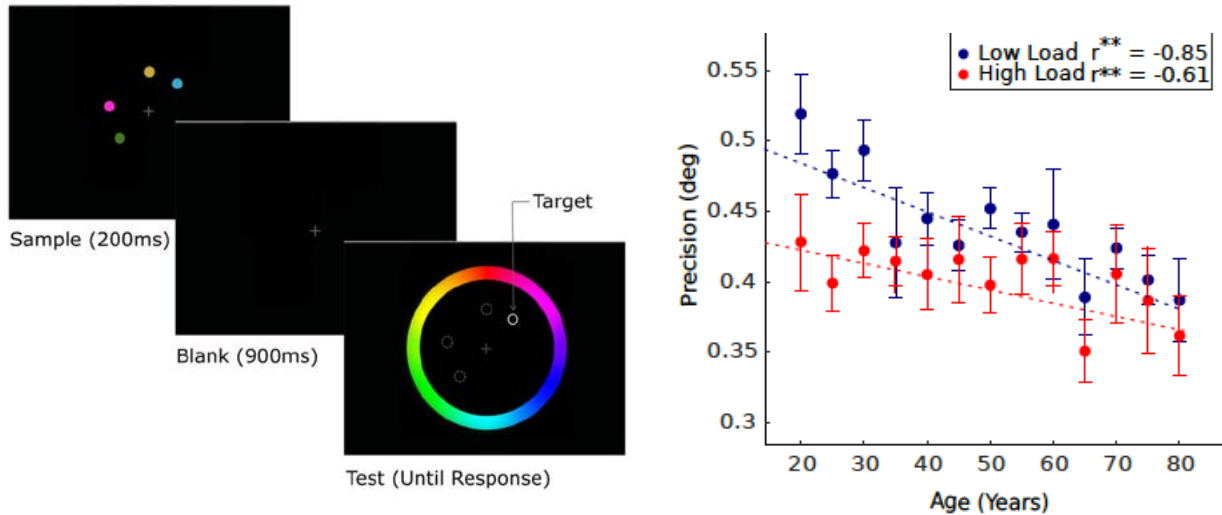 Sample (200ms)
Blank (900ms)
Target
Test (Until Response)
Low Load r** = -0.85
High Load r** = -0.61
Precision (deg)
0.55
0.5
0.45
0.4
0.35
0.3
20 30 40 50 60 70 80
Age (Years)